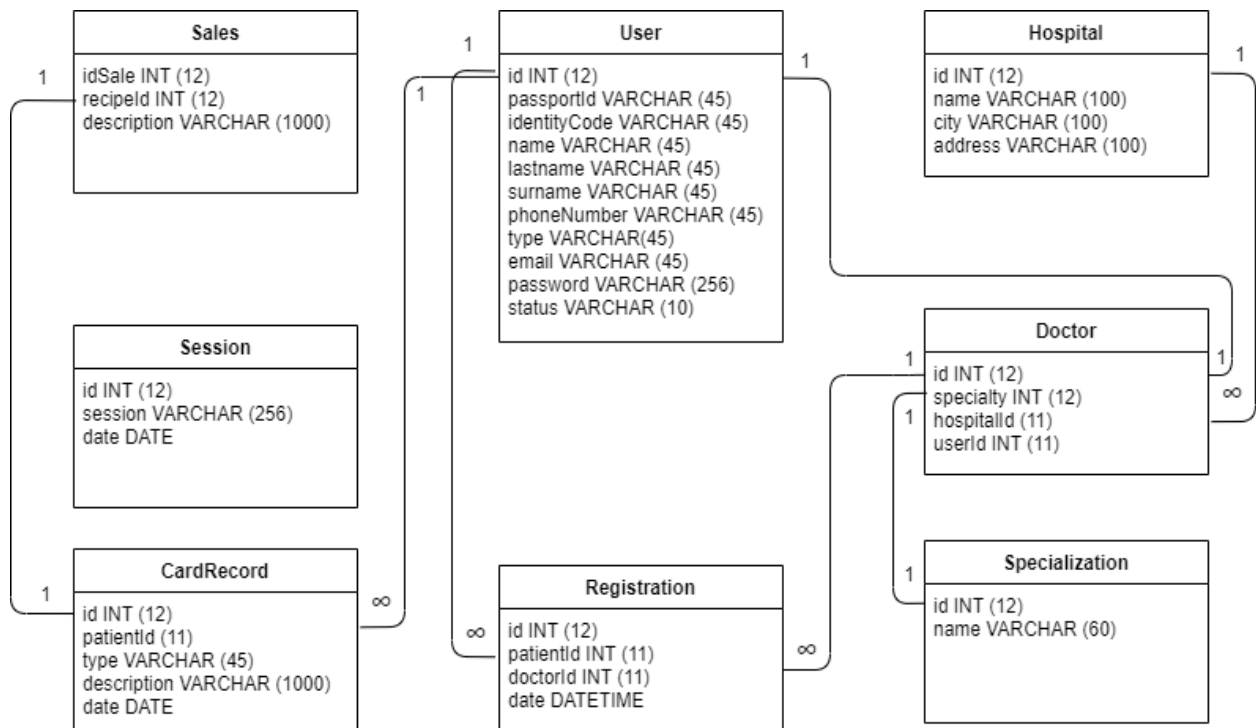 Sales
idSale INT (12)
recipeId INT (12)
description VARCHAR (1000)
User
id INT (12)
passportId VARCHAR (45)
identityCode VARCHAR (45)
name VARCHAR (45)
lastname VARCHAR (45)
surname VARCHAR (45)
phoneNumber VARCHAR (45)
type VARCHAR(45)
email VARCHAR (45)
password VARCHAR (256)
status VARCHAR (10)
Hospital
id INT (12)
name VARCHAR (100)
city VARCHAR (100)
address VARCHAR (100)
1
1
1
1
1
Session
id INT (12)
session VARCHAR (256)
date DATE
Doctor
id INT (12)
specialty INT (12)
hospitalId (11)
userId INT (11)
1
1
1
∞
CardRecord
id INT (12)
patientId (11)
type VARCHAR (45)
description VARCHAR (1000)
date DATE
1
∞
Registration
id INT (12)
patientId INT (11)
doctorId INT (11)
date DATETIME
∞
∞
Specialization
id INT (12)
name VARCHAR (60)
1